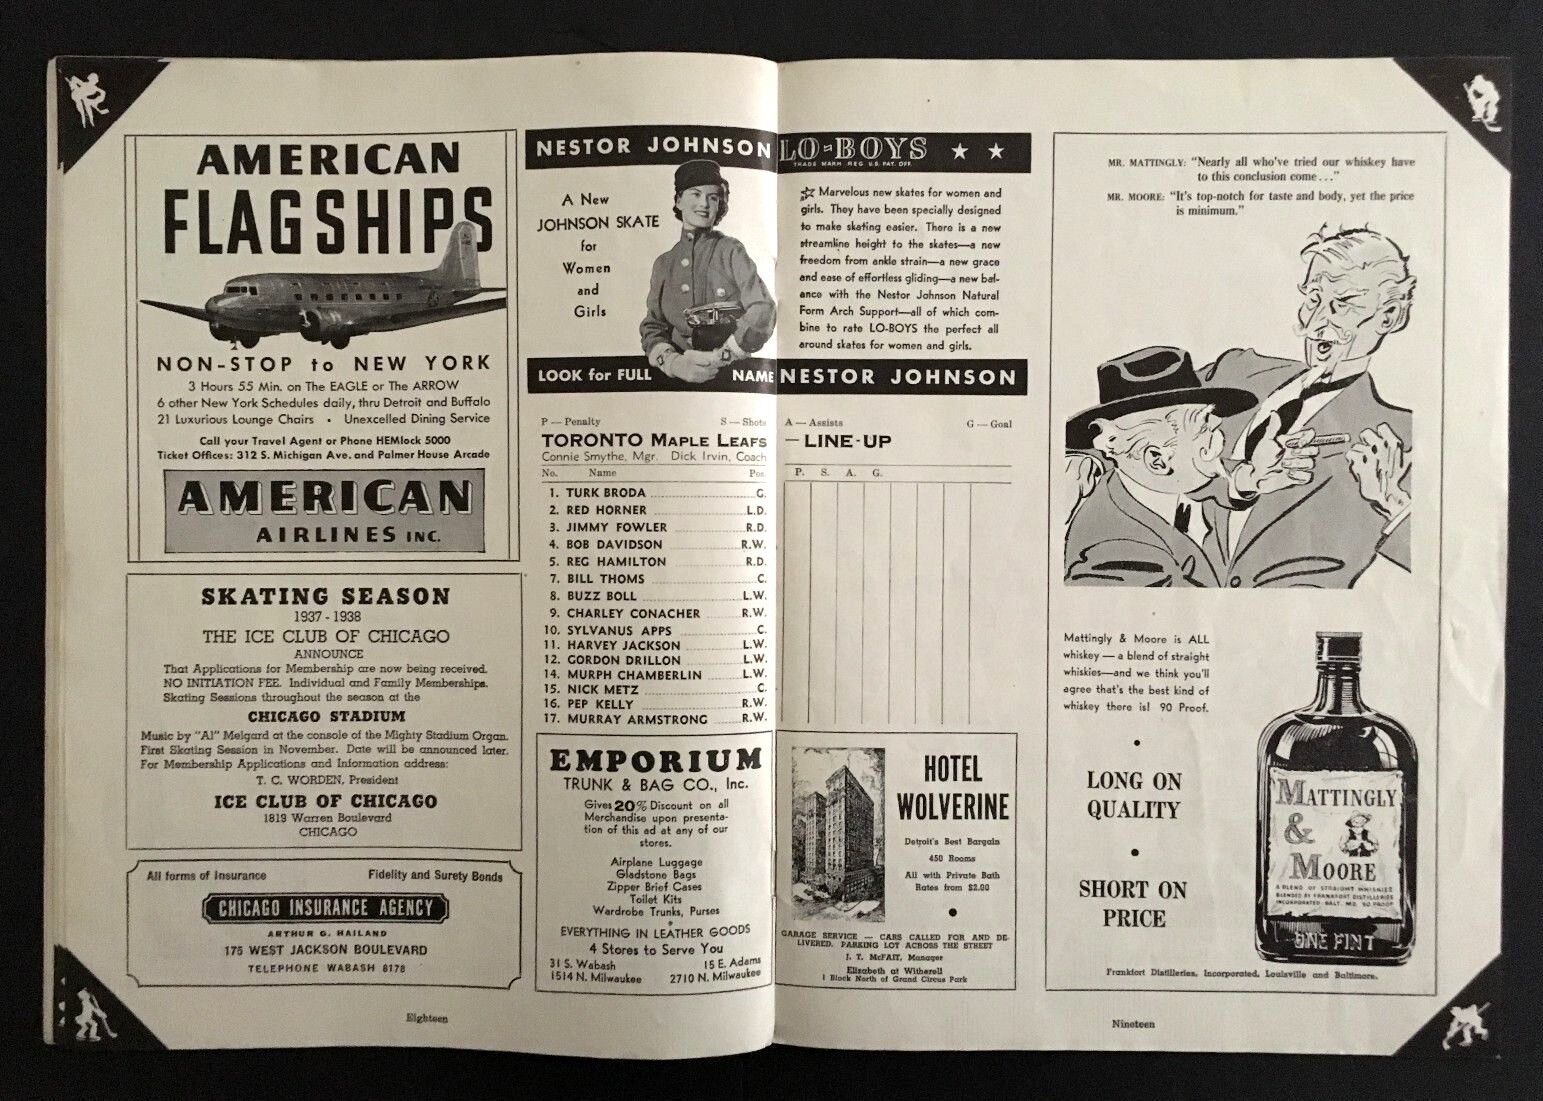 AMERICAN
FLAGSHIPS
NON-STOP to NEW YORK
3 Hours 55 Min. on The EAGLE or The ARROW
6 other New York Schedules daily, thru Detroit and Buffalo
21 Luxurious Lounge Chairs • Unexcelled Dining Service
Call your Travel Agent or Phone HEMlock 5000
Ticket Offices: 312 S. Michigan Ave. and Palmer House Arcade
AMERICAN
AIRLINES INC.
SKATING SEASON
1937 - 1938
THE ICE CLUB OF CHICAGO
ANNOUNCE
That Applications for Membership are now being received.
NO INITIATION FEE. Individual and Family Memberships.
Skating Sessions throughout the season at the
CHICAGO STADIUM
Music by "Al" Melgard at the console of the Mighty Stadium Organ.
First Skating Session in November. Date will be announced later.
For Membership Applications and Information address:
T. C. WORDEN, President
ICE CLUB OF CHICAGO
1819 Warren Boulevard
CHICAGO
All forms of Insurance Fidelity and Surety Bonds
CHICAGO INSURANCE AGENCY
ARTHUR G. HAILAND
175 WEST JACKSON BOULEVARD
TELEPHONE WABASH 8178
Eighteen
NESTOR JOHNSON LO-BOYS ★ ★
TRADE MARK REG. U.S. PAT. OFF.
A New
JOHNSON SKATE
for
Women
and
Girls
☆ Marvelous new skates for women and
girls. They have been specially designed
to make skating easier. There is a new
streamline height to the skates—a new
freedom from ankle strain—a new grace
and ease of effortless gliding—a new bal-
ance with the Nestor Johnson Natural
Form Arch Support—all of which com-
bine to rate LO-BOYS the perfect all
around skates for women and girls.
LOOK for FULL NAME NESTOR JOHNSON
P — Penalty S — Shots A — Assists G — Goal
TORONTO MAPLE LEAFS — LINE-UP
Connie Smythe, Mgr. Dick Irvin, Coach
No. Name Pos. P. S. A. G.
1. TURK BRODA G.
2. RED HORNER L.D.
3. JIMMY FOWLER R.D.
4. BOB DAVIDSON R.W.
5. REG HAMILTON R.D.
7. BILL THOMS C.
8. BUZZ BOLL L.W.
9. CHARLEY CONACHER R.W.
10. SYLVANUS APPS C.
11. HARVEY JACKSON L.W.
12. GORDON DRILLON L.W.
14. MURPH CHAMBERLIN L.W.
15. NICK METZ C.
16. PEP KELLY R.W.
17. MURRAY ARMSTRONG R.W.
EMPORIUM
TRUNK & BAG CO., Inc.
Gives 20% Discount on all
Merchandise upon presenta-
tion of this ad at any of our
stores.
Airplane Luggage
Gladstone Bags
Zipper Brief Cases
Toilet Kits
Wardrobe Trunks, Purses
EVERYTHING IN LEATHER GOODS
4 Stores to Serve You
31 S. Wabash 15 E. Adams
1514 N. Milwaukee 2710 N. Milwaukee
HOTEL
WOLVERINE
Detroit's Best Bargain
450 Rooms
All with Private Bath
Rates from $2.00
GARAGE SERVICE — CARS CALLED FOR AND DE-
LIVERED. PARKING LOT ACROSS THE STREET
J. T. McFAIT, Manager
Elizabeth at Witherell
1 Block North of Grand Circus Park
MR. MATTINGLY: "Nearly all who've tried our whiskey have
to this conclusion come . . ."
MR. MOORE: "It's top-notch for taste and body, yet the price
is minimum."
Mattingly & Moore is ALL
whiskey — a blend of straight
whiskies—and we think you'll
agree that's the best kind of
whiskey there is! 90 Proof.
•
LONG ON
QUALITY
•
SHORT ON
PRICE
MATTINGLY
&
MOORE
A BLEND OF STRAIGHT WHISKIES
BLENDED BY FRANKFORT DISTILLERIES
INCORPORATED BALT. MD. 90 PROOF
ONE PINT
Frankfort Distilleries, Incorporated, Louisville and Baltimore.
Nineteen